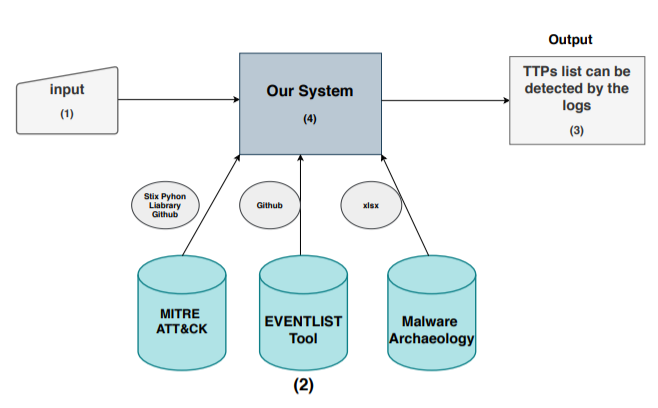 Output
input
(1)
Our System
(4)
TTPs list can be
detected by the
logs
(3)
Stix Pyhon
Liabrary
Github
Github
xlsx
MITRE
ATT&CK
EVENTLIST
Tool
Malware
Archaeology
(2)